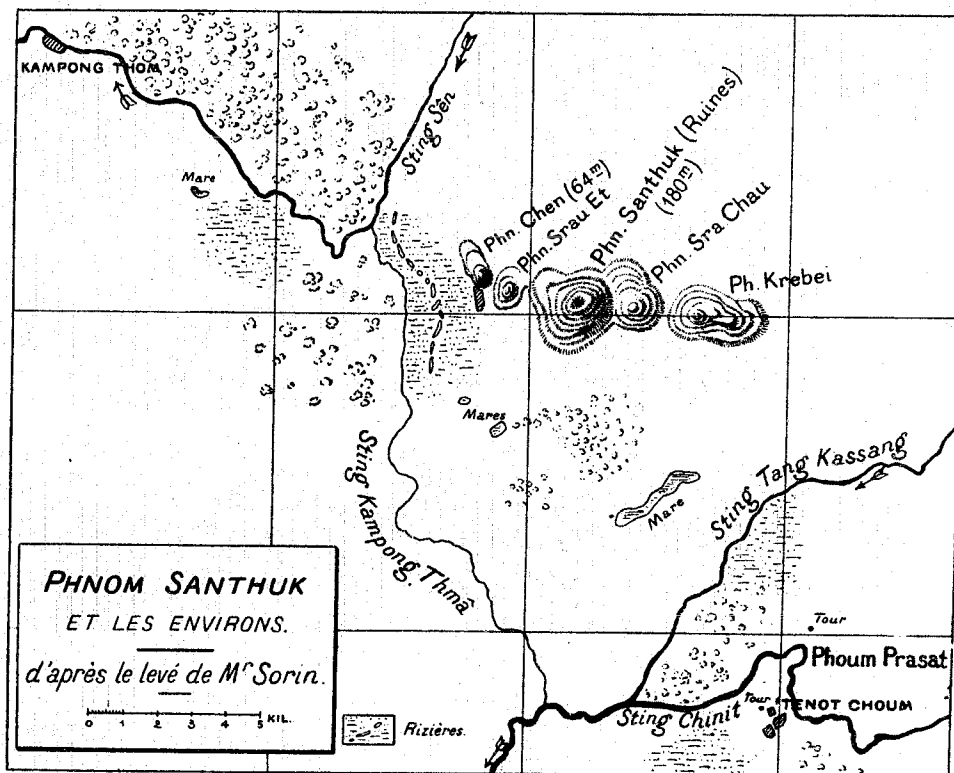 KAMPONG THOM
Sting Sên
Mare
Phn. Chen (64m)
Phn. Srau Et
Phn. Santhuk (Ruines)
(180m)
Phn. Sra Chau
Ph. Krebei
Mares
Sting Kampong Thmâ
Mare
Sting Tang Kassang
Tour
Phoum Prasat
Tour
TENOT CHOUM
Sting Chinit
PHNOM SANTHUK
ET LES ENVIRONS.
d'après le levé de Mr Sorin.
0 1 2 3 4 5 KIL.
Rizières.